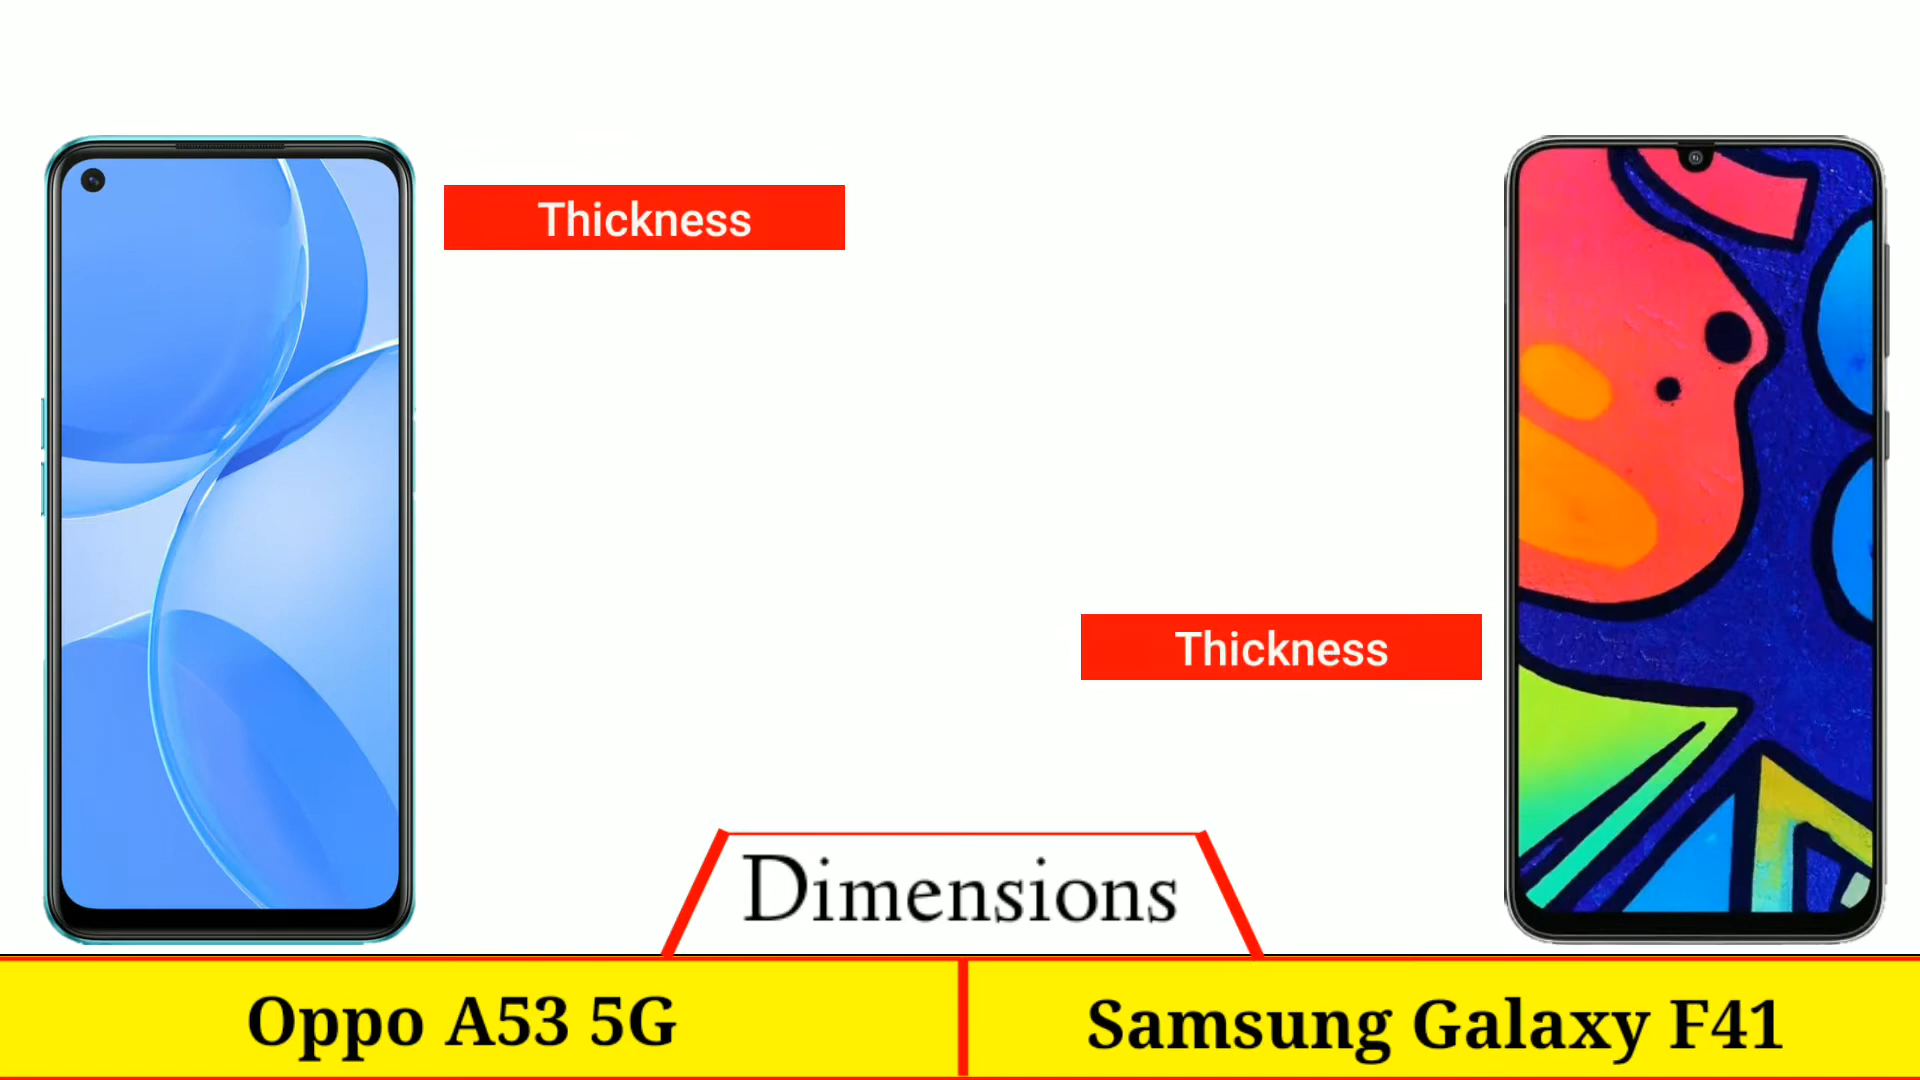 Thickness
Thickness
Dimensions
Oppo A53 5G
Samsung Galaxy F41